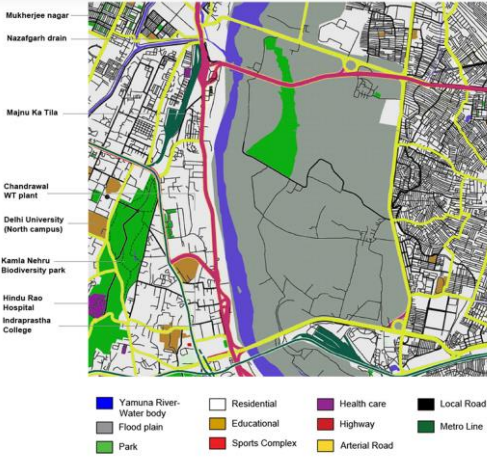 Mukherjee nagar
Nazafgarh drain
Majnu Ka Tila
Chandrawal
WT plant
Delhi University
(North campus)
Kamla Nehru
Biodiversity park
Hindu Rao
Hospital
Indraprastha
College
Yamuna River-
Water body
Flood plain
Park
Residential
Educational
Sports Complex
Health care
Highway
Arterial Road
Local Road
Metro Line